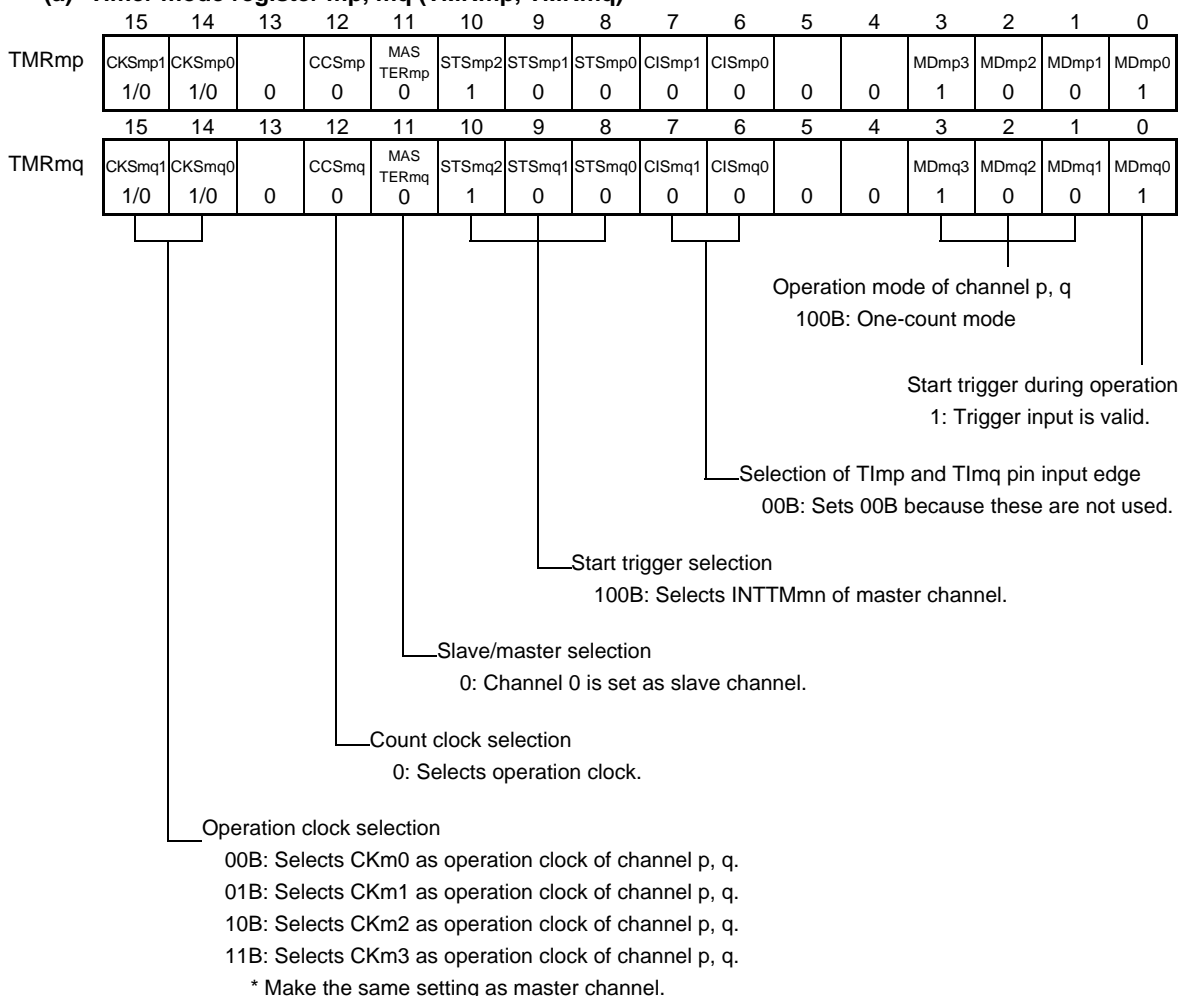 (a) Timer mode register mp, mq (TMRmp, TMRmq)
15 14 13 12 11 10 9 8 7 6 5 4 3 2 1 0
TMRmp CKSmp1 CKSmp0 CCSmp MAS TERmp STSmp2 STSmp1 STSmp0 CISmp1 CISmp0 MDmp3 MDmp2 MDmp1 MDmp0
1/0 1/0 0 0 0 1 0 0 0 0 0 0 1 0 0 1
15 14 13 12 11 10 9 8 7 6 5 4 3 2 1 0
TMRmq CKSmq1 CKSmq0 CCSmq MAS TERmq STSmq2 STSmq1 STSmq0 CISmq1 CISmq0 MDmq3 MDmq2 MDmq1 MDmq0
1/0 1/0 0 0 0 1 0 0 0 0 0 0 1 0 0 1
Operation mode of channel p, q
100B: One-count mode
Start trigger during operation
1: Trigger input is valid.
Selection of TImp and TImq pin input edge
00B: Sets 00B because these are not used.
Start trigger selection
100B: Selects INTTMmn of master channel.
Slave/master selection
0: Channel 0 is set as slave channel.
Count clock selection
0: Selects operation clock.
Operation clock selection
00B: Selects CKm0 as operation clock of channel p, q.
01B: Selects CKm1 as operation clock of channel p, q.
10B: Selects CKm2 as operation clock of channel p, q.
11B: Selects CKm3 as operation clock of channel p, q.
* Make the same setting as master channel.